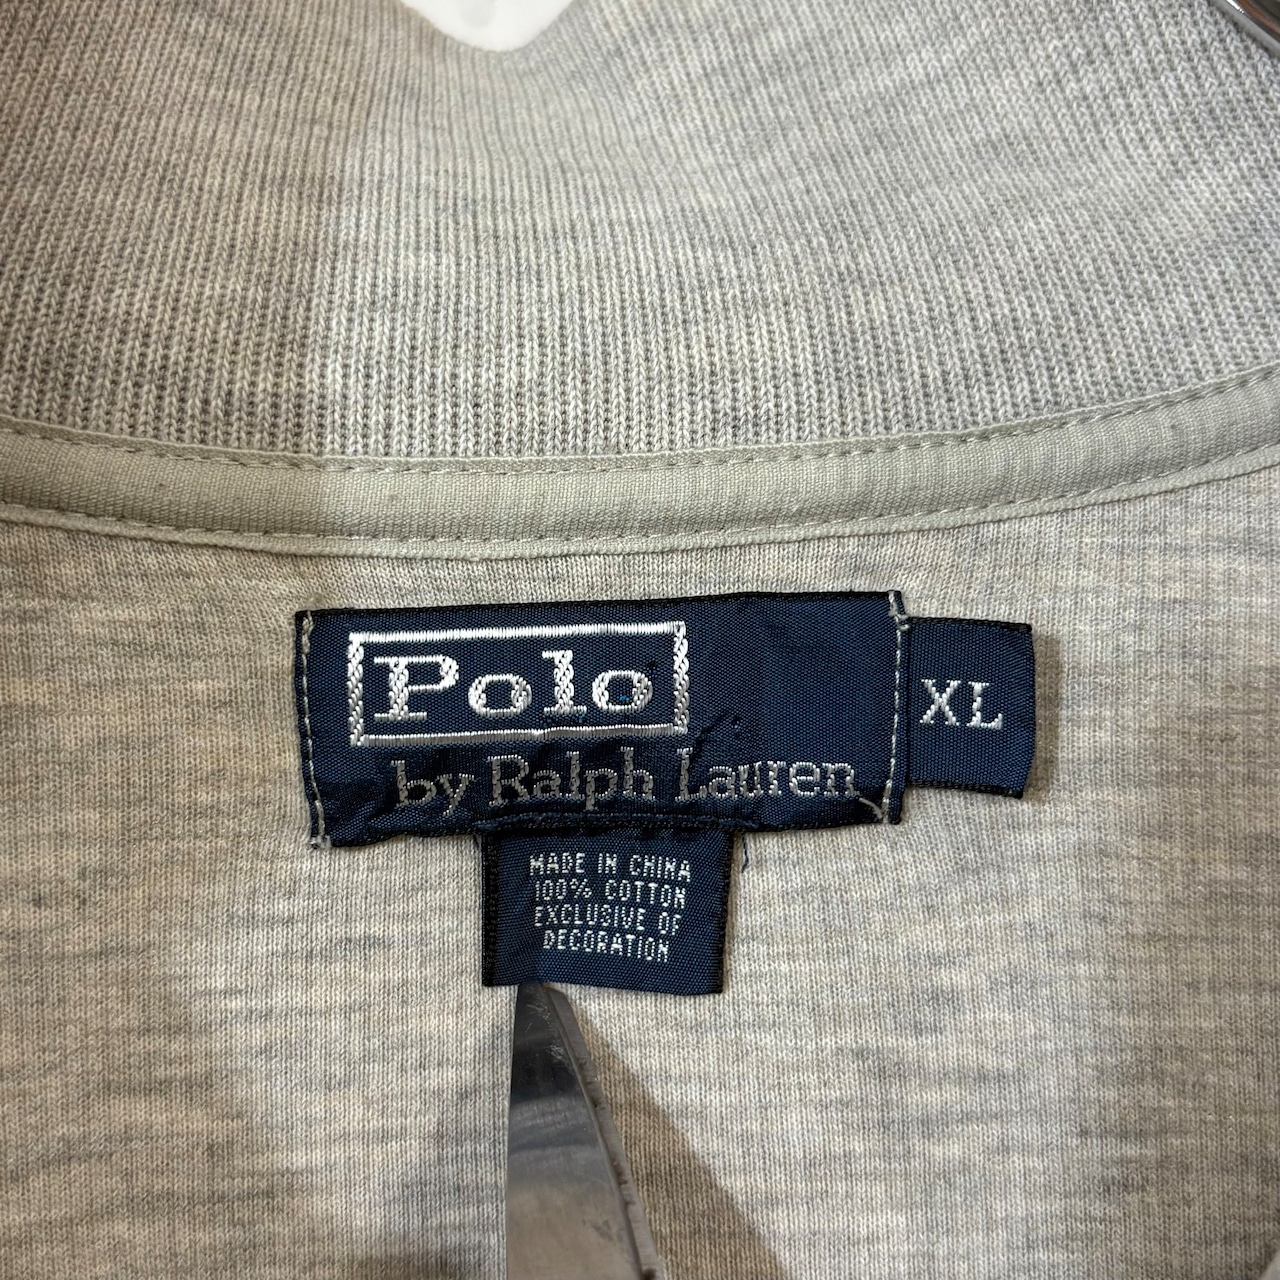 Polo
by Ralph Lauren
XL
MADE IN CHINA
100% COTTON
EXCLUSIVE OF
DECORATION